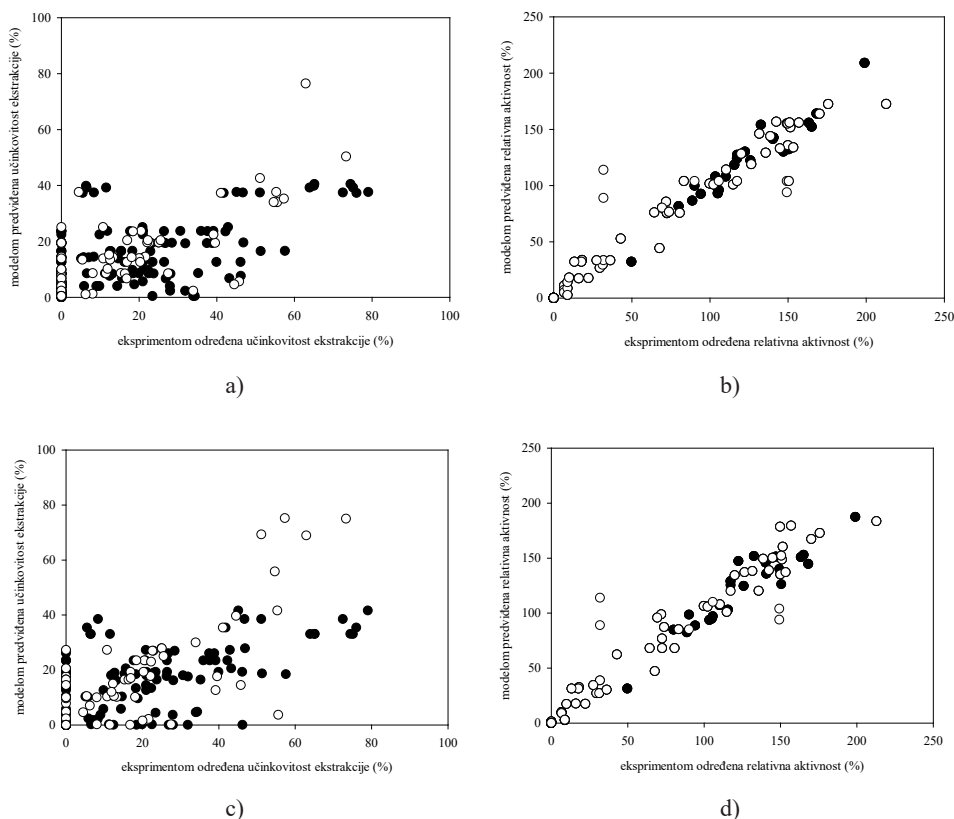 modelom predviđena učinkovitost ekstrakcije (%)
100
80
60
40
20
0
0 20 40 60 80 100
eksprimentom određena učinkovitost ekstrakcije (%)
a)
modelom predviđena relativna aktivnost (%)
250
200
150
100
50
0
0 50 100 150 200 250
eksprimentom određena relativna aktivnost (%)
b)
modelom predviđena učinkovitost ekstrakcije (%)
100
80
60
40
20
0
0 20 40 60 80 100
eksprimentom određena učinkovitost ekstrakcije (%)
c)
modelom predviđena relativna aktivnost (%)
250
200
150
100
50
0
0 50 100 150 200 250
eksprimentom određena relativna aktivnost (%)
d)